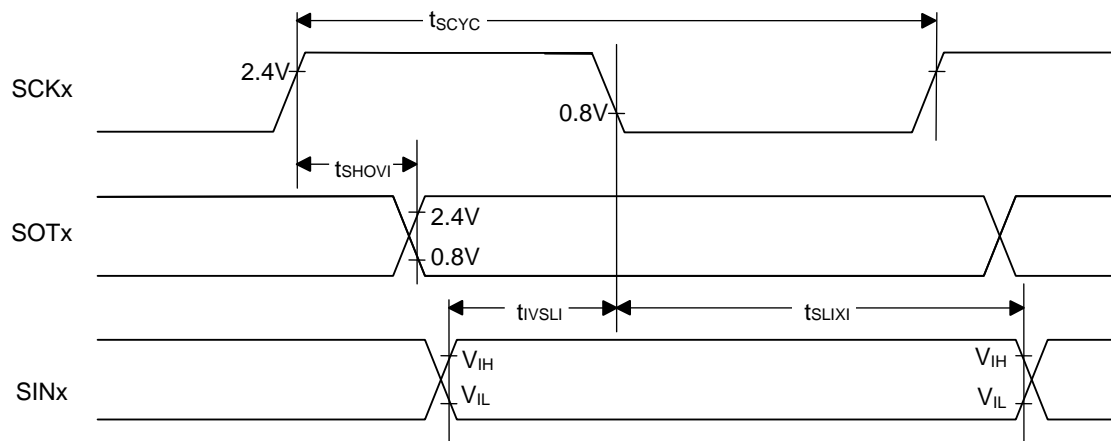 tSCYC
SCKx
2.4V
0.8V
tSHOVI
SOTx
2.4V
0.8V
tIVSLI
tSLIXI
SINx
VIH
VIL
VIH
VIL